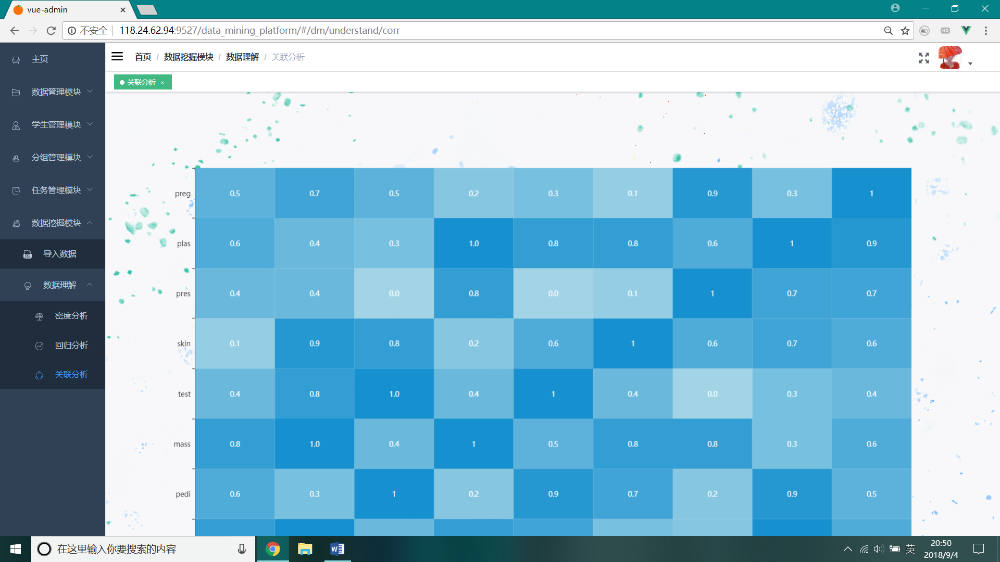 vue-admin
不安全 118.24.62.94:9527/data_mining_platform/#/dm/understand/corr
HD
主页
数据管理模块
学生管理模块
分组管理模块
任务管理模块
数据挖掘模块
导入数据
数据理解
密度分析
回归分析
关联分析
首页 / 数据挖掘模块 / 数据理解 / 关联分析
关联分析 ×
preg 0.5 0.7 0.5 0.2 0.3 0.1 0.9 0.3 1
plas 0.6 0.4 0.3 1.0 0.8 0.8 0.6 1 0.9
pres 0.4 0.4 0.0 0.8 0.0 0.1 1 0.7 0.7
skin 0.1 0.9 0.8 0.2 0.6 1 0.6 0.7 0.6
test 0.4 0.8 1.0 0.4 1 0.4 0.0 0.3 0.4
mass 0.8 1.0 0.4 1 0.5 0.8 0.8 0.3 0.6
pedi 0.6 0.3 1 0.2 0.9 0.7 0.2 0.9 0.5
在这里输入你要搜索的内容
英
20:50
2018/9/4